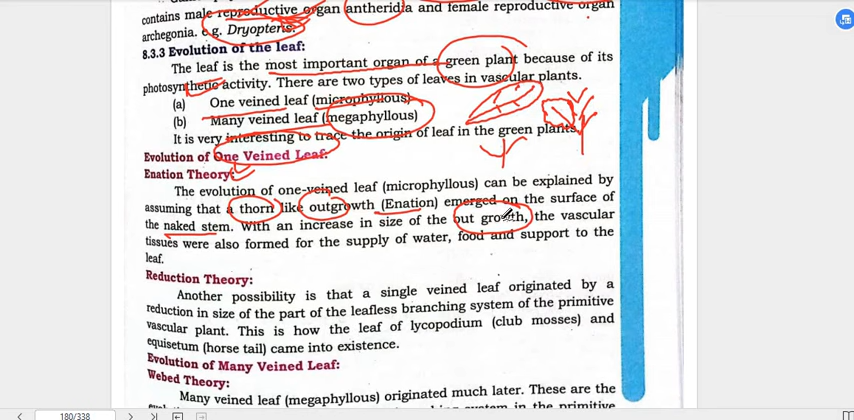 contains male reproductive organ antheridia and female reproductive organ
archegonia. e.g. Dryopteris.
8.3.3 Evolution of the leaf:
The leaf is the most important organ of a green plant because of its
photosynthetic activity. There are two types of leaves in vascular plants.
(a) One veined leaf (microphyllous)
(b) Many veined leaf (megaphyllous)
It is very interesting to trace the origin of leaf in the green plants.
Evolution of One Veined Leaf:
Enation Theory:
The evolution of one-veined leaf (microphyllous) can be explained by
assuming that a thorn like outgrowth (Enation) emerged on the surface of
the naked stem. With an increase in size of the out growth, the vascular
tissues were also formed for the supply of water, food and support to the
leaf.
Reduction Theory:
Another possibility is that a single veined leaf originated by a
reduction in size of the part of the leafless branching system of the primitive
vascular plant. This is how the leaf of lycopodium (club mosses) and
equisetum (horse tail) came into existence.
Evolution of Many Veined Leaf:
Webed Theory:
Many veined leaf (megaphyllous) originated much later. These are the
system in the primitive
180/338